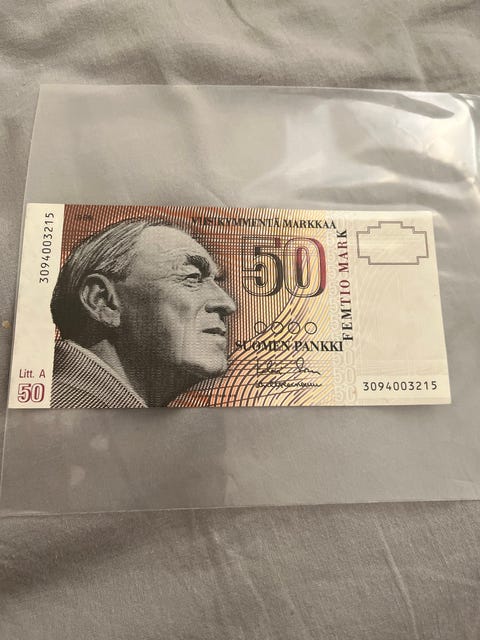 3094003215
VIISIKYMMENTÄ MARKKAA
50
FEMTIO MARK
SUOMEN PANKKI
Litt. A
50
3094003215